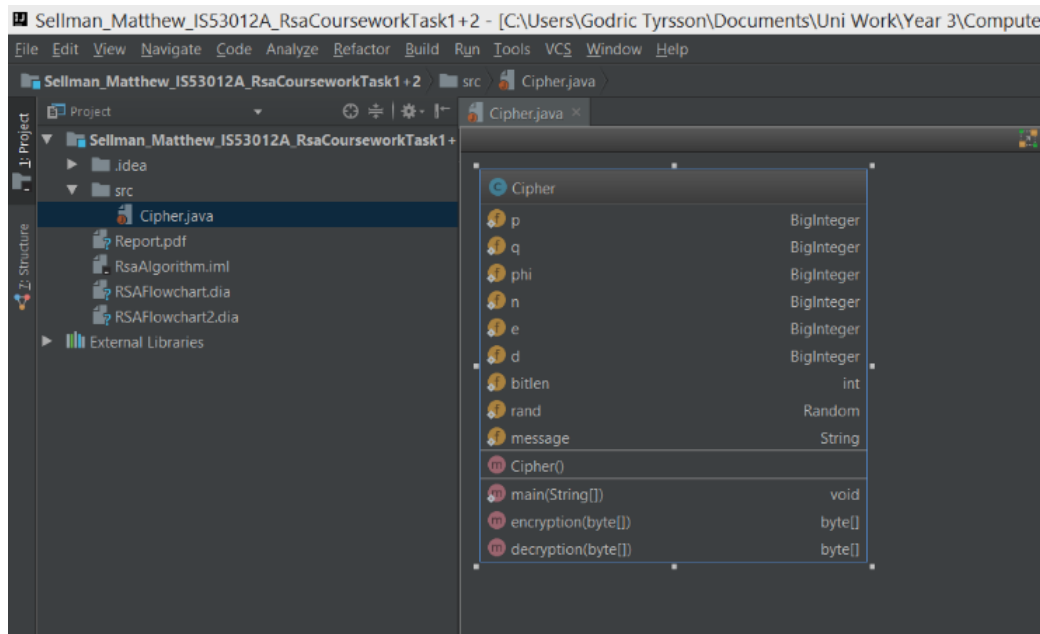 Sellman_Matthew_IS53012A_RsaCourseworkTask1+2 - [C:\Users\Godric Tyrsson\Documents\Uni Work\Year 3\Compute
File Edit View Navigate Code Analyze Refactor Build Run Tools VCS Window Help
Sellman_Matthew_IS53012A_RsaCourseworkTask1+2 src Cipher.java
1: Project
Z: Structure
Project
Sellman_Matthew_IS53012A_RsaCourseworkTask1+
.idea
src
Cipher.java
Report.pdf
RsaAlgorithm.iml
RSAFlowchart.dia
RSAFlowchart2.dia
External Libraries
Cipher.java
Cipher
p BigInteger
q BigInteger
phi BigInteger
n BigInteger
e BigInteger
d BigInteger
bitlen int
rand Random
message String
Cipher()
main(String[]) void
encryption(byte[]) byte[]
decryption(byte[]) byte[]